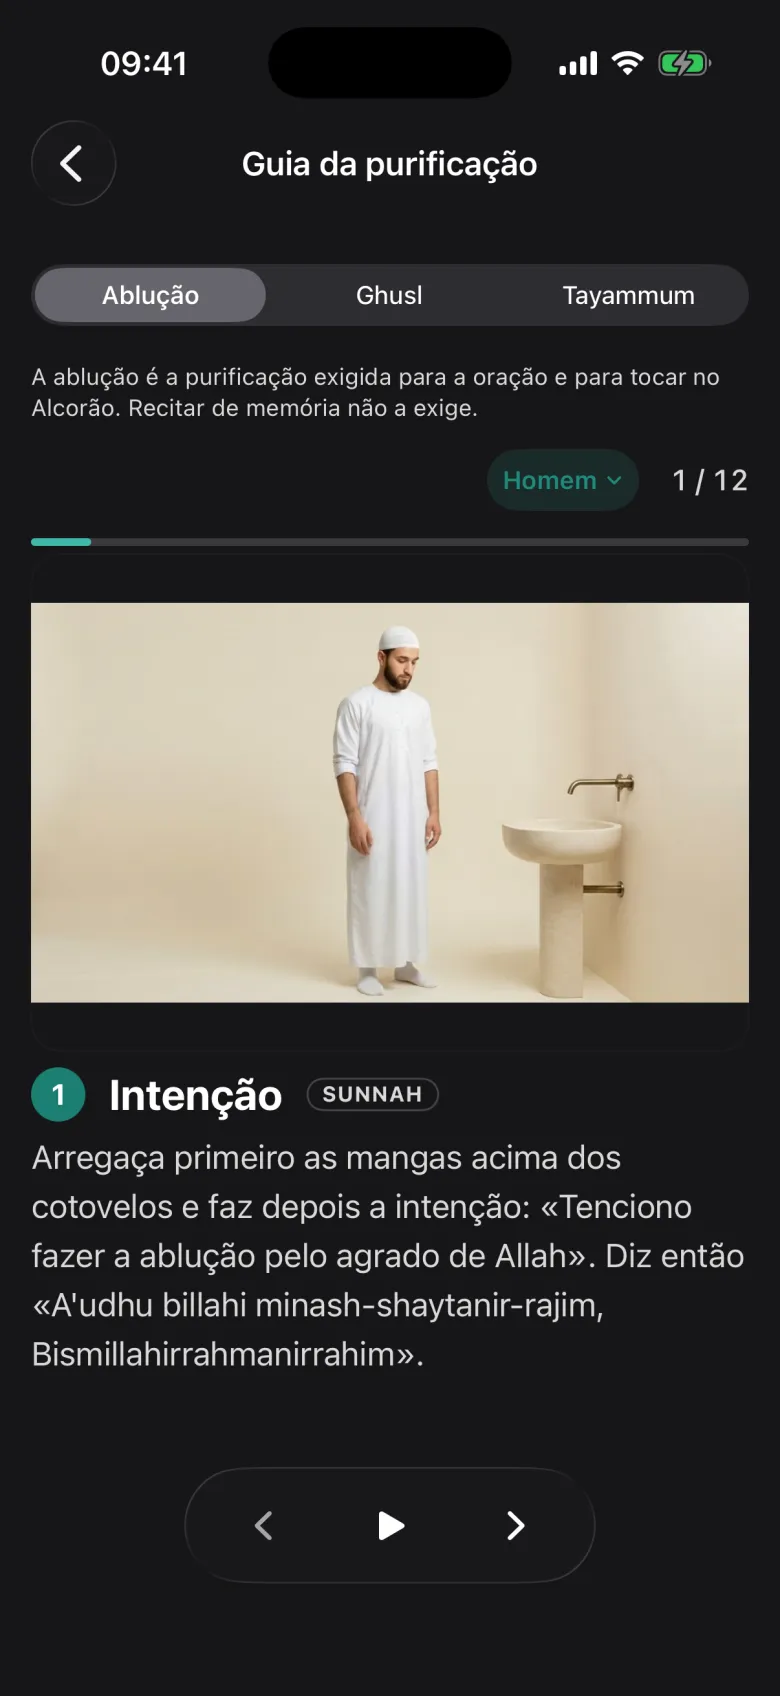 09:41
Guia da purificação
Ablução
Ghusl
Tayammum
A ablução é a purificação exigida para a oração e para tocar no
Alcorão. Recitar de memória não a exige.
Homem
1 / 12
1 Intenção SUNNAH
Arregaça primeiro as mangas acima dos
cotovelos e faz depois a intenção: «Tenciono
fazer a ablução pelo agrado de Allah». Diz então
«A'udhu billahi minash-shaytanir-rajim,
Bismillahirrahmanirrahim».